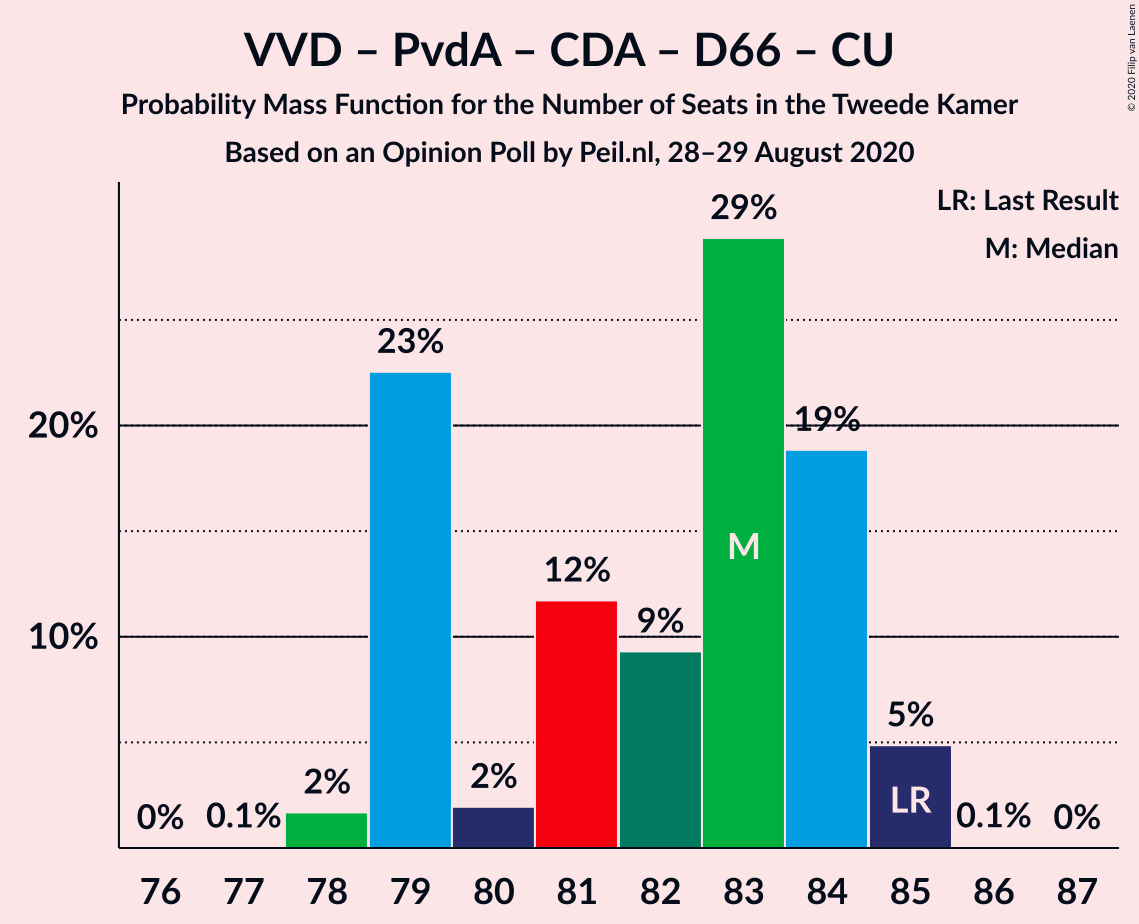 VVD – PvdA – CDA – D66 – CU
Probability Mass Function for the Number of Seats in the Tweede Kamer
Based on an Opinion Poll by Peil.nl, 28–29 August 2020
© 2020 Filip van Laenen
LR: Last Result
M: Median
20%
10%
0%
0.1%
2%
23%
2%
12%
9%
29%
19%
5%
0.1%
0%
M
LR
76 77 78 79 80 81 82 83 84 85 86 87